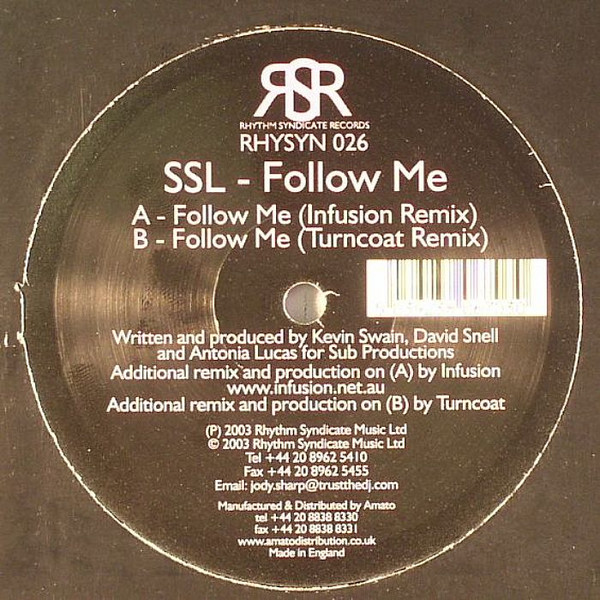 RSR
RHYTHM SYNDICATE RECORDS
RHYSYN 026
SSL - Follow Me
A - Follow Me (Infusion Remix)
B - Follow Me (Turncoat Remix)
Written and produced by Kevin Swain, David Snell
and Antonia Lucas for Sub Productions
Additional remix and production on (A) by Infusion
www.infusion.net.au
Additional remix and production on (B) by Turncoat
(P) 2003 Rhythm Syndicate Music Ltd
© 2003 Rhythm Syndicate Music Ltd
Tel +44 20 8962 5410
Fax +44 20 8962 5455
Email: jody.sharp@trustthedj.com
Manufactured & Distributed by Amato
tel +44 20 8838 8330
fax +44 20 8838 8331
www.amatodistribution.co.uk
Made in England